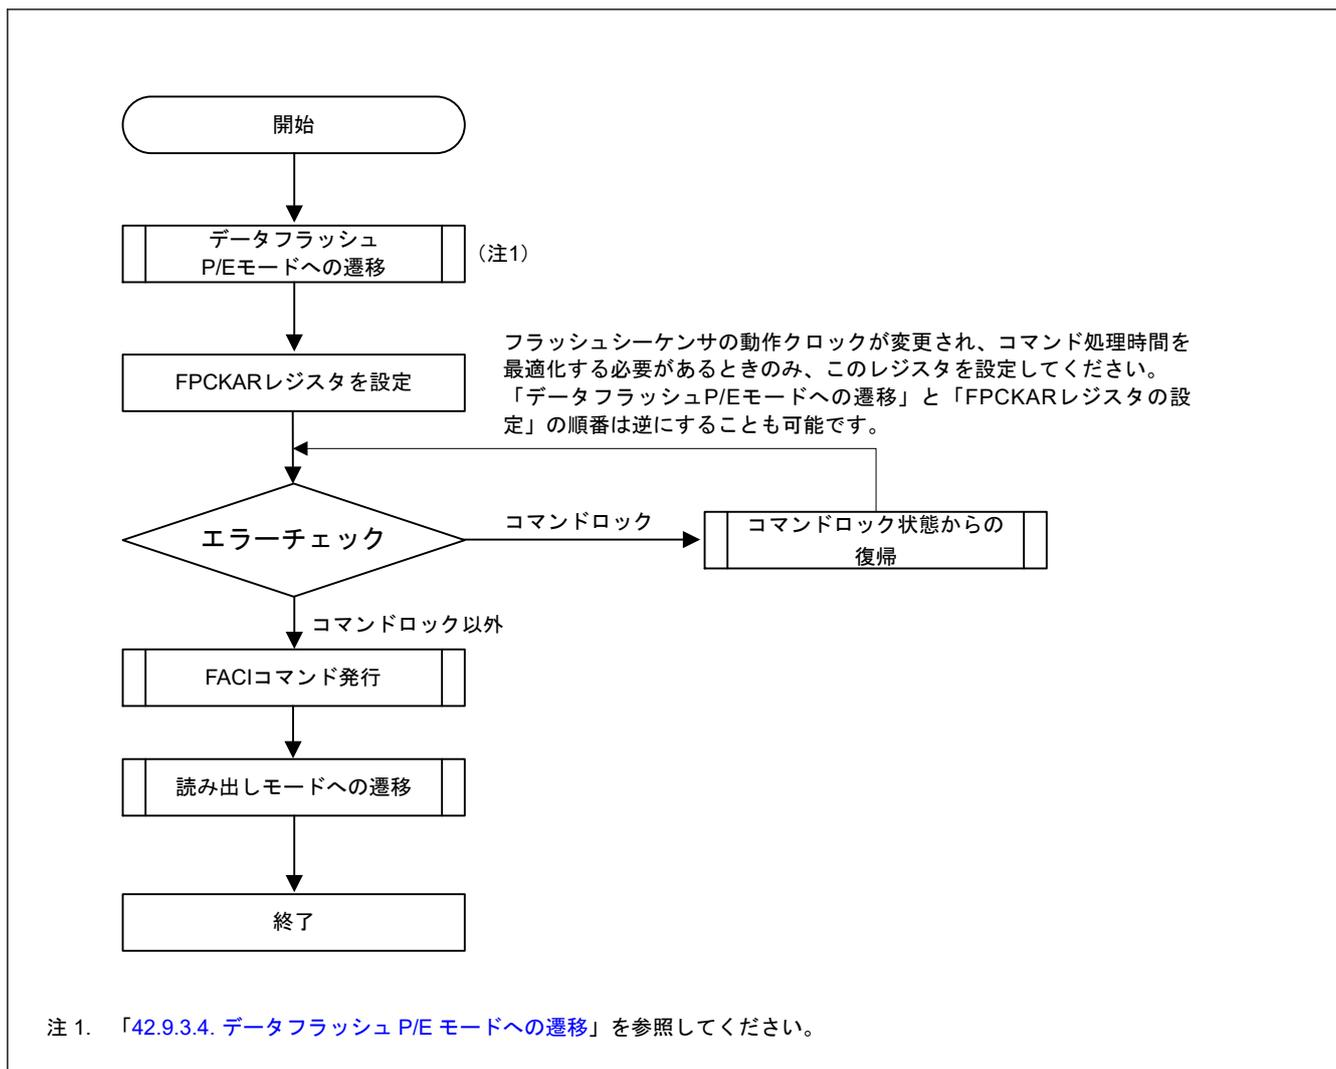 開始
データフラッシュ
P/Eモードへの遷移
（注1）
FPCKARレジスタを設定
フラッシュシーケンサの動作クロックが変更され、コマンド処理時間を
最適化する必要があるときのみ、このレジスタを設定してください。
「データフラッシュP/Eモードへの遷移」と「FPCKARレジスタの設
定」の順番は逆にすることも可能です。
エラーチェック
コマンドロック
コマンドロック状態からの
復帰
コマンドロック以外
FACIコマンド発行
読み出しモードへの遷移
終了
注 1. 「42.9.3.4. データフラッシュ P/E モードへの遷移」を参照してください。